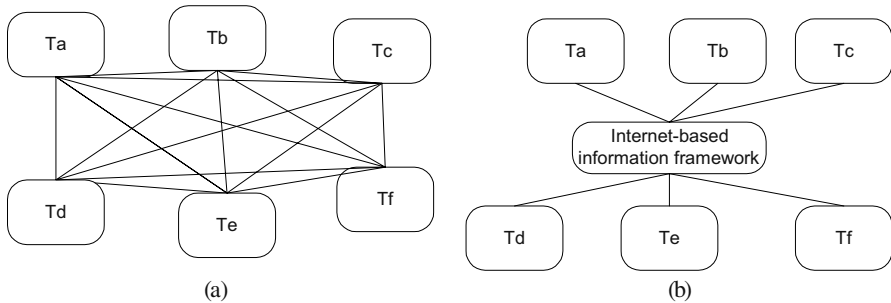 Ta
Tb
Tc
Td
Te
Tf
(a)
Ta
Tb
Tc
Internet-based
information framework
Td
Te
Tf
(b)